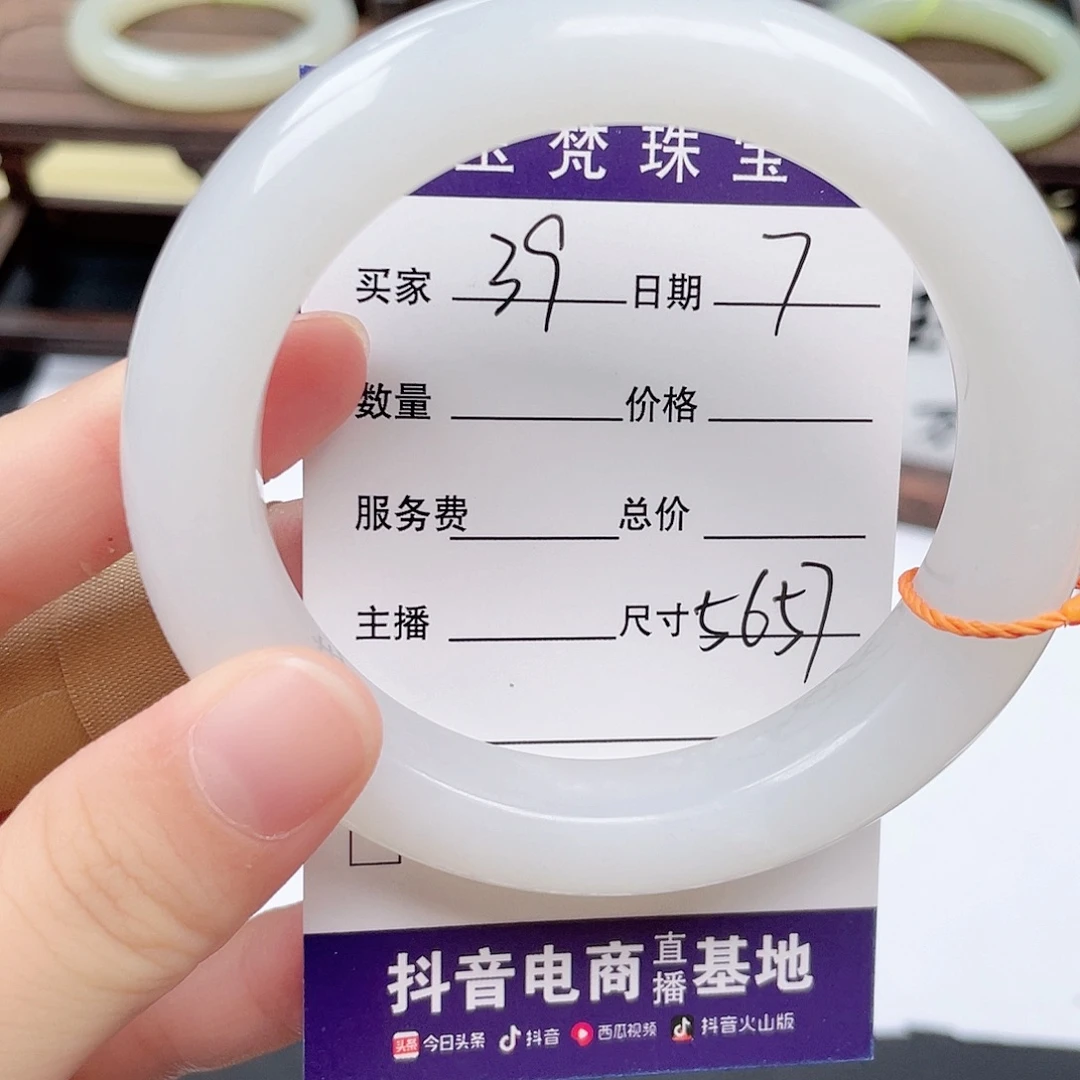 梵珠宝
买家 39 日期 7
数量 价格
服务费 总价
主播 尺寸 5657
抖音电商直播基地
头条 今日头条 抖音 西瓜视频 抖音火山版